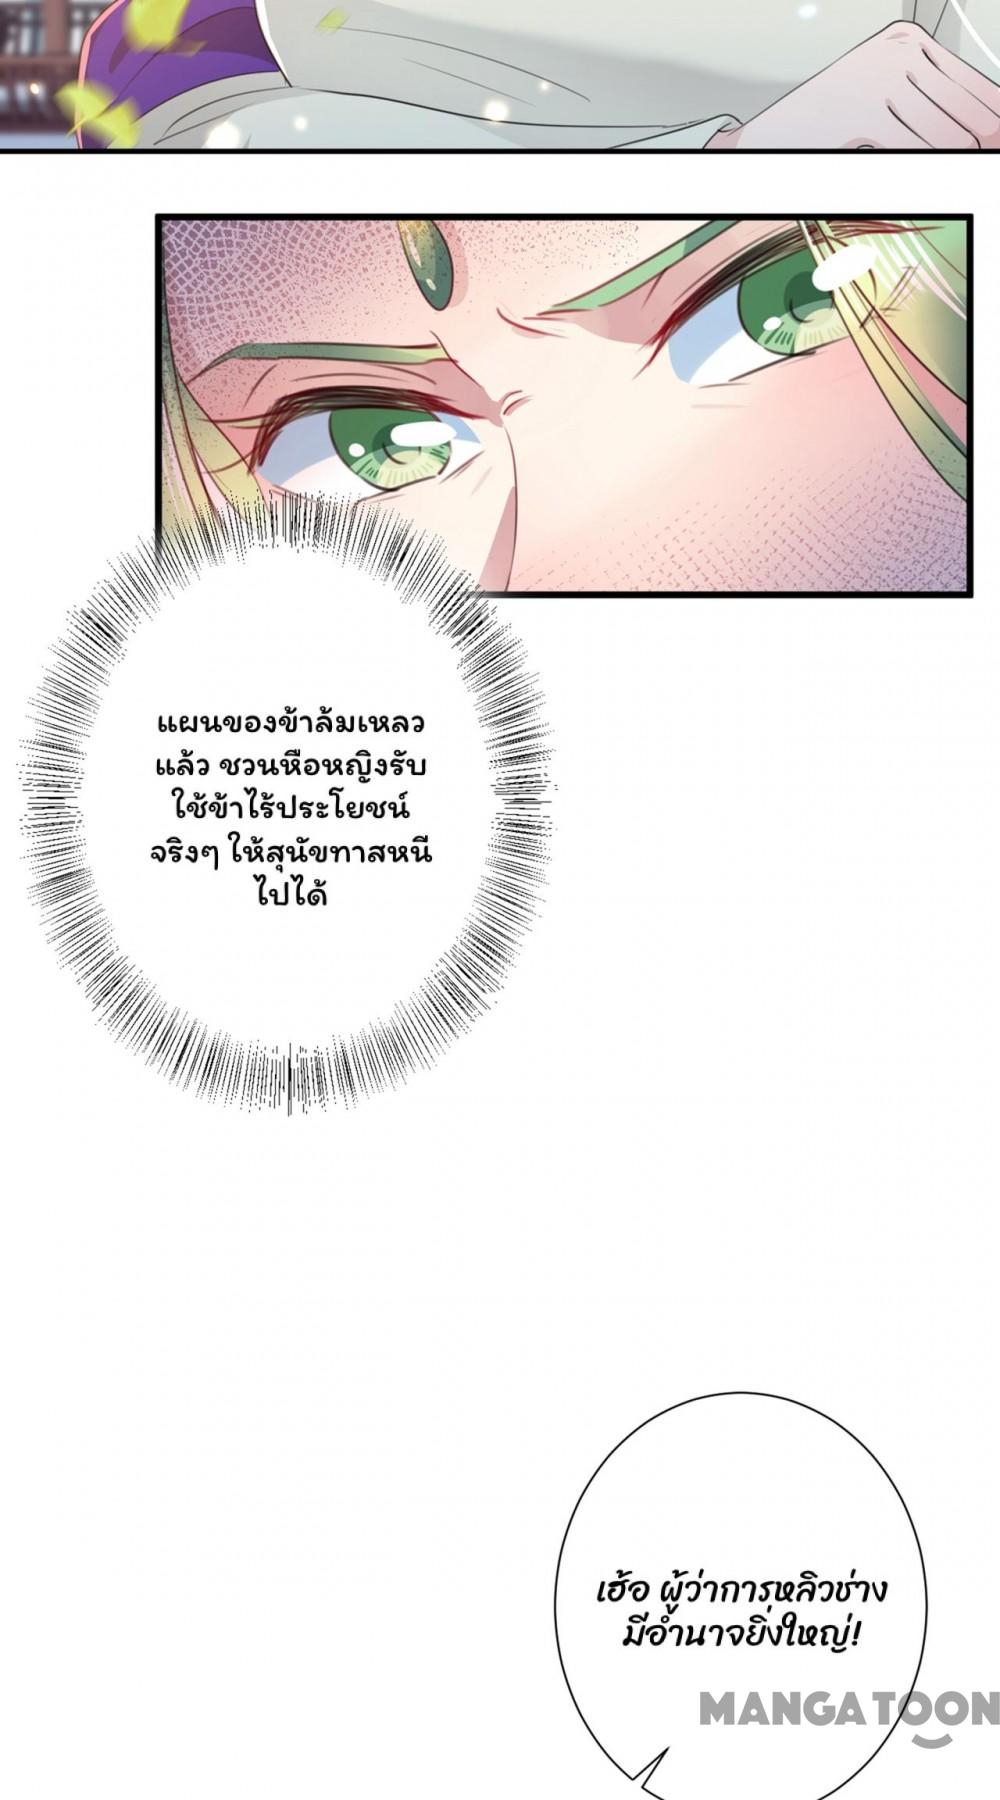 แผนของข้าล้มเหลว
แล้ว ชวนหือหญิงรับ
ใช้ข้าไร้ประโยชน์
จริงๆ ให้สุนัขทาสหนี
ไปได้
เฮ้อ ผู้ว่าการหลิวช่าง
มีอำนาจยิ่งใหญ่!
MANGATOON